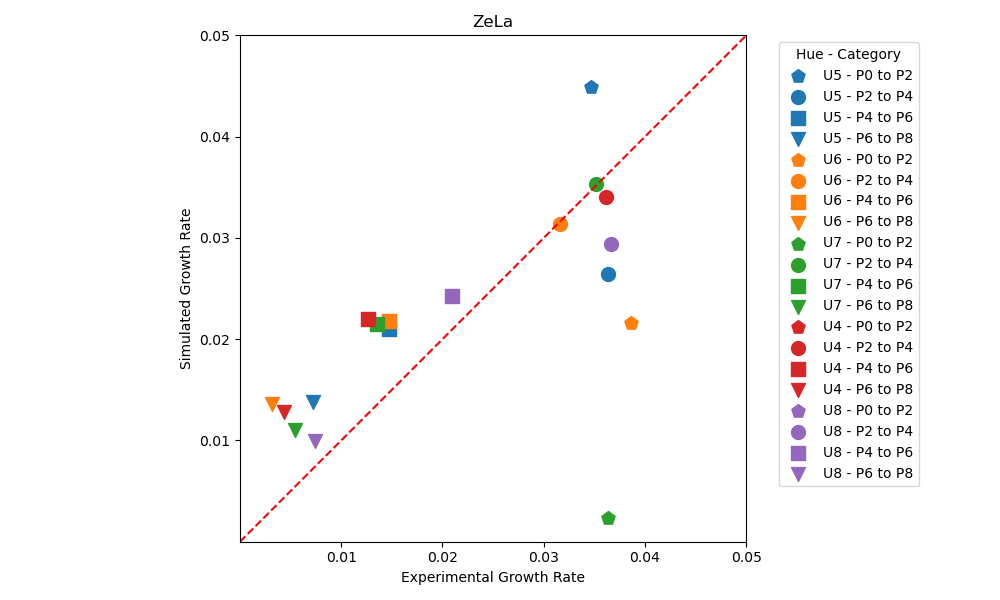 ZeLa
0.05
0.04
0.03
0.02
0.01
Simulated Growth Rate
0.01
0.02
0.03
0.04
0.05
Experimental Growth Rate
Hue - Category
U5 - P0 to P2
U5 - P2 to P4
U5 - P4 to P6
U5 - P6 to P8
U6 - P0 to P2
U6 - P2 to P4
U6 - P4 to P6
U6 - P6 to P8
U7 - P0 to P2
U7 - P2 to P4
U7 - P4 to P6
U7 - P6 to P8
U4 - P0 to P2
U4 - P2 to P4
U4 - P4 to P6
U4 - P6 to P8
U8 - P0 to P2
U8 - P2 to P4
U8 - P4 to P6
U8 - P6 to P8